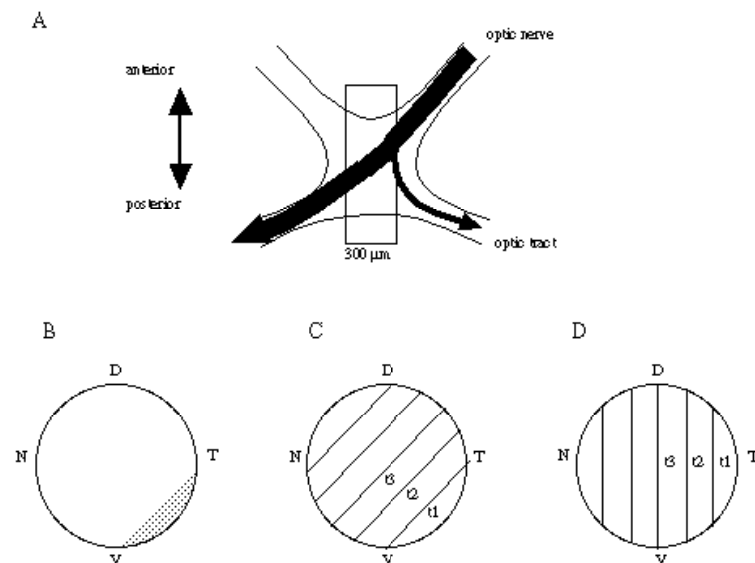 A
optic nerve
anterior
posterior
optic tract
300 µm
B
C
D
D
D
D
N
T
N
T
N
T
t3
t2
t1
t3
t2
t1
V
V
V